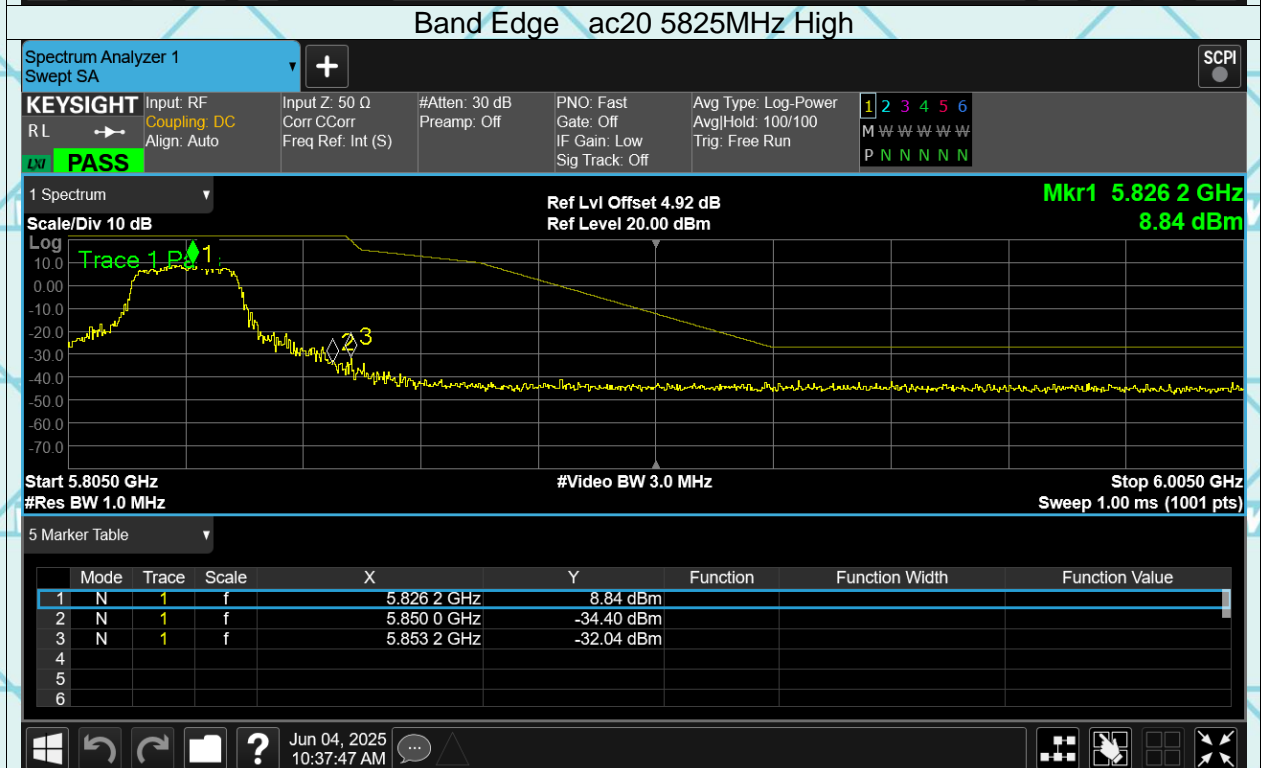 Band Edge ac20 5825MHz High
Spectrum Analyzer 1
Swept SA
+
SCPI
KEYSIGHT Input: RF Input Z: 50 Ω #Atten: 30 dB PNO: Fast Avg Type: Log-Power 1 2 3 4 5 6
R L Coupling: DC Corr CCorr Preamp: Off Gate: Off Avg|Hold: 100/100 M W W W W W
Align: Auto Freq Ref: Int (S) IF Gain: Low Trig: Free Run
LXI PASS Sig Track: Off P N N N N N
1 Spectrum Ref Lvl Offset 4.92 dB Mkr1 5.826 2 GHz
Scale/Div 10 dB Ref Level 20.00 dBm 8.84 dBm
Log
Trace 1 Pa 1
10.0
0.00
-10.0
-20.0
2 3
-30.0
-40.0
-50.0
-60.0
-70.0
Start 5.8050 GHz #Video BW 3.0 MHz Stop 6.0050 GHz
#Res BW 1.0 MHz Sweep 1.00 ms (1001 pts)
5 Marker Table
Mode Trace Scale X Y Function Function Width Function Value
1 N 1 f 5.826 2 GHz 8.84 dBm
2 N 1 f 5.850 0 GHz -34.40 dBm
3 N 1 f 5.853 2 GHz -32.04 dBm
4
5
6
? Jun 04, 2025
10:37:47 AM